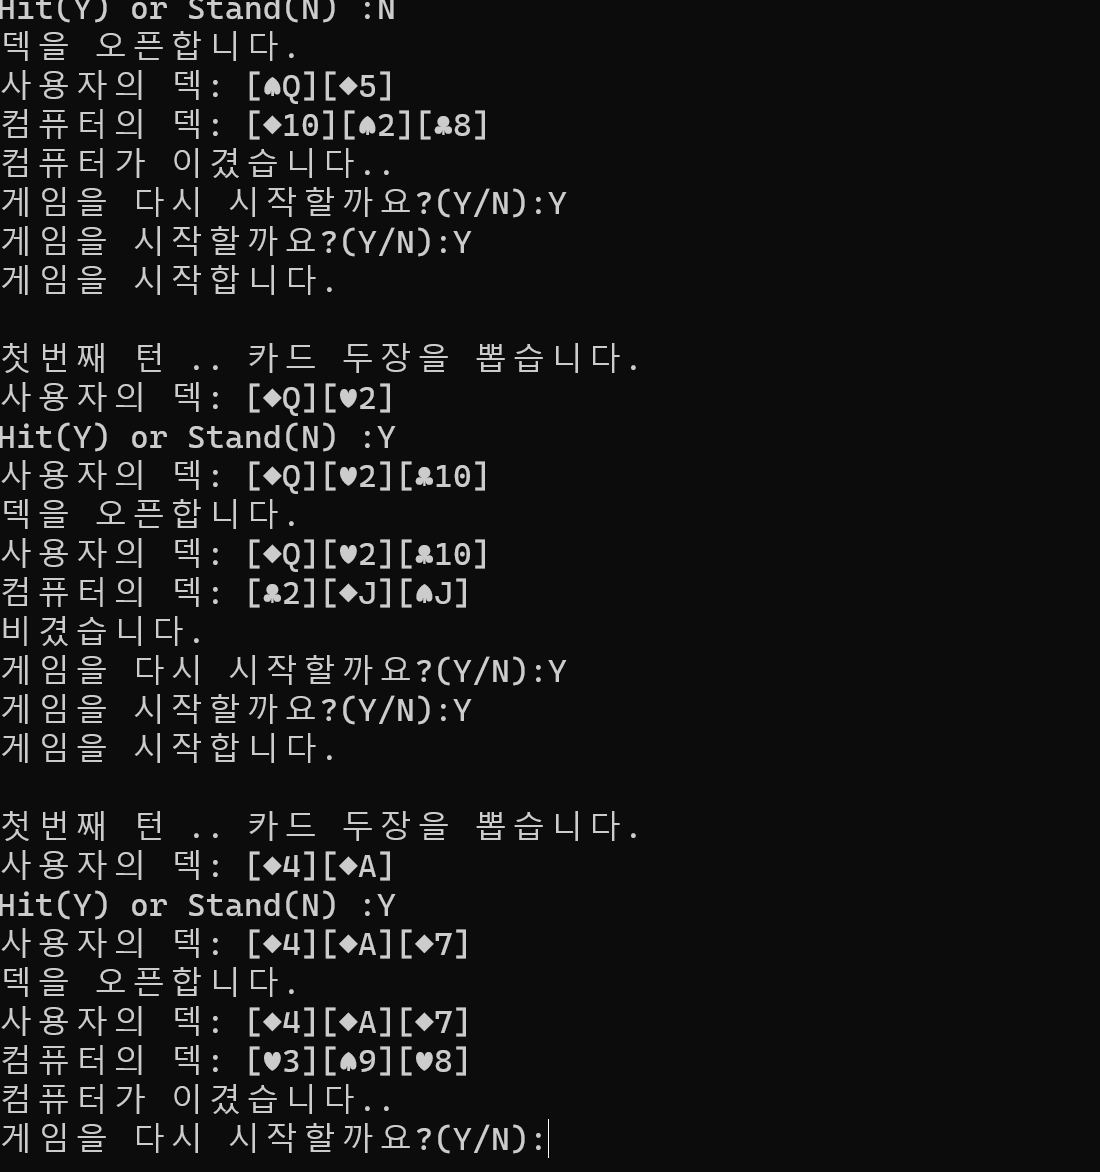 Hit(Y) or Stand(N) :N
덱을 오픈합니다.
사용자의 덱: [♠Q][◆5]
컴퓨터의 덱: [◆10][♠2][♣8]
컴퓨터가 이겼습니다..
게임을 다시 시작할까요?(Y/N):Y
게임을 시작할까요?(Y/N):Y
게임을 시작합니다.
첫번째 턴 .. 카드 두장을 뽑습니다.
사용자의 덱: [◆Q][♥2]
Hit(Y) or Stand(N) :Y
사용자의 덱: [◆Q][♥2][♣10]
덱을 오픈합니다.
사용자의 덱: [◆Q][♥2][♣10]
컴퓨터의 덱: [♣2][◆J][♠J]
비겼습니다.
게임을 다시 시작할까요?(Y/N):Y
게임을 시작할까요?(Y/N):Y
게임을 시작합니다.
첫번째 턴 .. 카드 두장을 뽑습니다.
사용자의 덱: [◆4][◆A]
Hit(Y) or Stand(N) :Y
사용자의 덱: [◆4][◆A][◆7]
덱을 오픈합니다.
사용자의 덱: [◆4][◆A][◆7]
컴퓨터의 덱: [♥3][♠9][♥8]
컴퓨터가 이겼습니다..
게임을 다시 시작할까요?(Y/N):